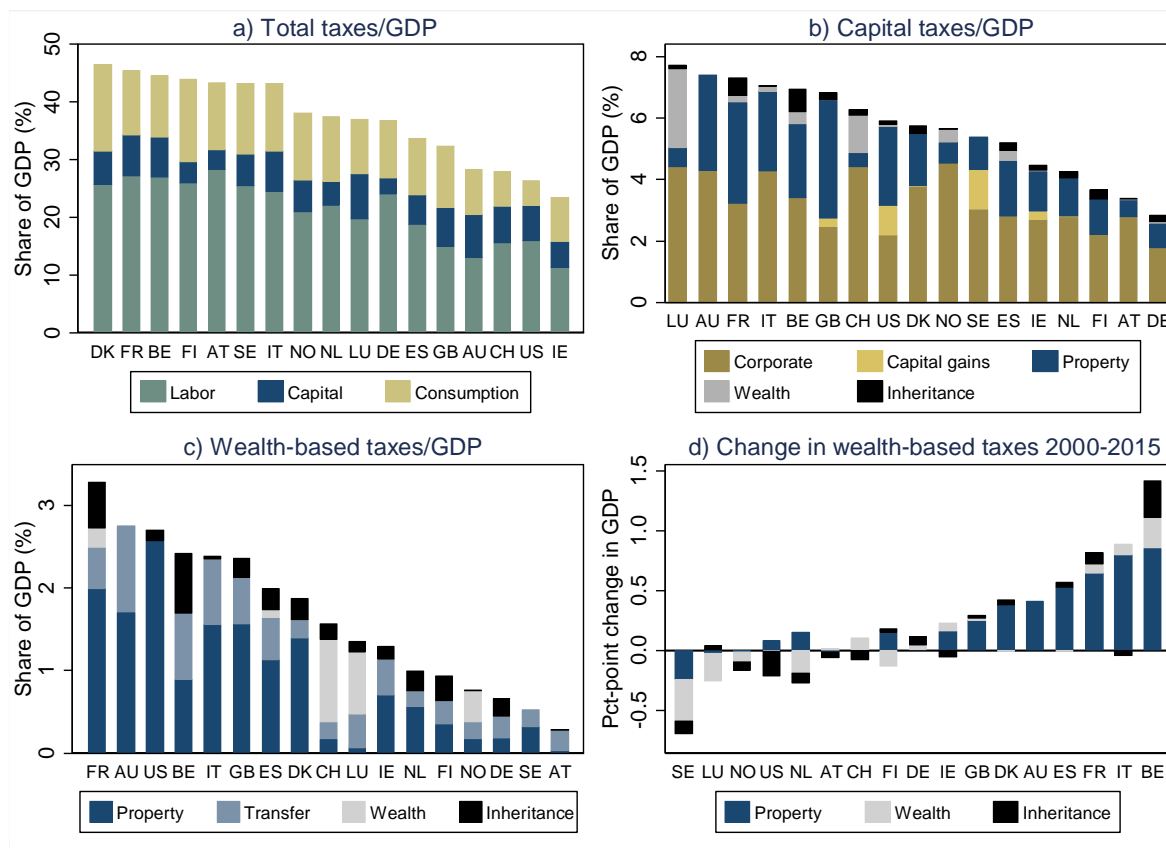 a) Total taxes/GDP
Share of GDP (%)
50
40
30
20
10
0
DK FR BE FI AT SE IT NO NL LU DE ES GB AU CH US IE
Labor Capital Consumption
b) Capital taxes/GDP
Share of GDP (%)
8
6
4
2
0
LU AU FR IT BE GB CH US DK NO SE ES IE NL FI AT DE
Corporate Capital gains Property
Wealth Inheritance
c) Wealth-based taxes/GDP
Share of GDP (%)
3
2
1
0
FR AU US BE IT GB ES DK CH LU IE NL FI NO DE SE AT
Property Transfer Wealth Inheritance
d) Change in wealth-based taxes 2000-2015
Pct-point change in GDP
1.5
1.0
0.5
0.0
-0.5
SE LU NO US NL AT CH FI DE IE GB DK AU ES FR IT BE
Property Wealth Inheritance